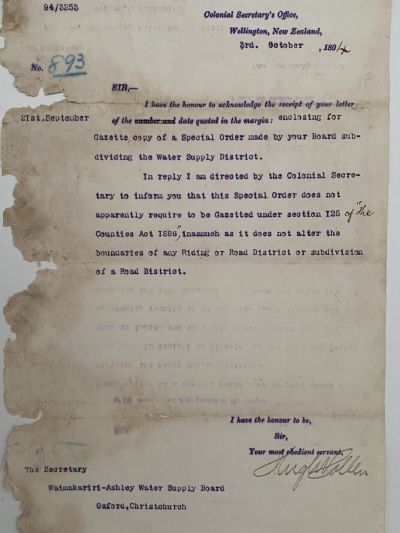 94/3253
Colonial Secretary's Office,
Wellington, New Zealand,
3rd. October ,1894
No. 893
SIR,—
I have the honour to acknowledge the receipt of your letter
21st.September of the number and date quoted in the margin; enclosing for
Gazette copy of a Special Order made by your Board sub-
dividing the Water Supply District.
In reply I am directed by the Colonial Secre-
tary to inform you that this Special Order does not
apparently require to be Gazetted under section I25 of "The
Counties Act I886", inasmuch as it does not alter the
boundaries of any Riding or Road District or subdivision
of a Road District.
I have the honour to be,
Sir,
Your most obedient servant,
Hugh Pollen
The Secretary
Waimakariri-Ashley Water Supply Board
Oxford,Christchurch